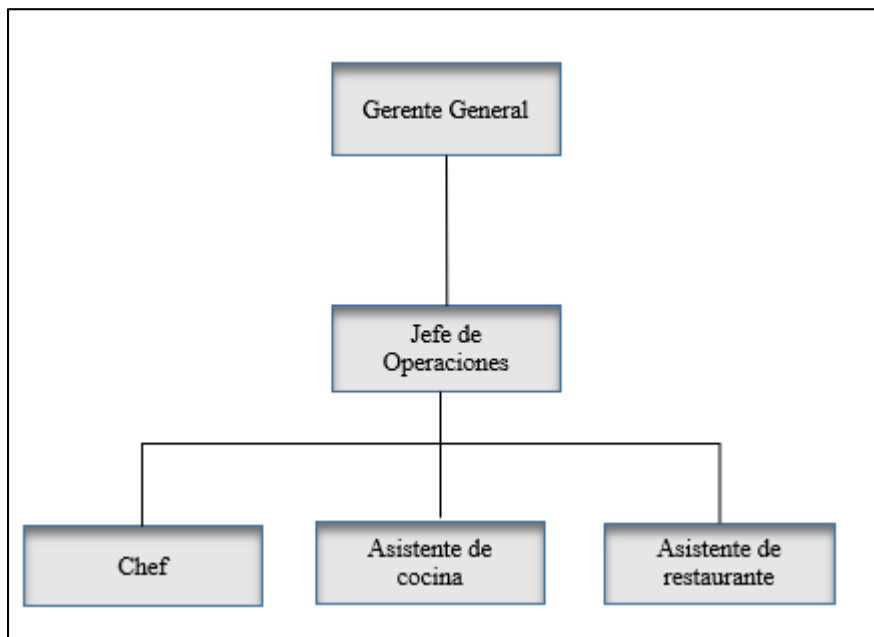 Gerente General
Jefe de
Operaciones
Chef
Asistente de
cocina
Asistente de
restaurante